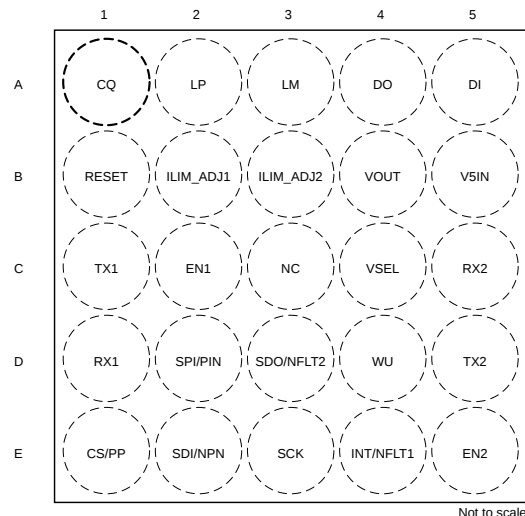 1 2 3 4 5
A CQ LP LM DO DI
B RESET ILIM_ADJ1 ILIM_ADJ2 VOUT V5IN
C TX1 EN1 NC VSEL RX2
D RX1 SPI/PIN SDO/NFLT2 WU TX2
E CS/PP SDI/NPN SCK INT/NFLT1 EN2
Not to scale